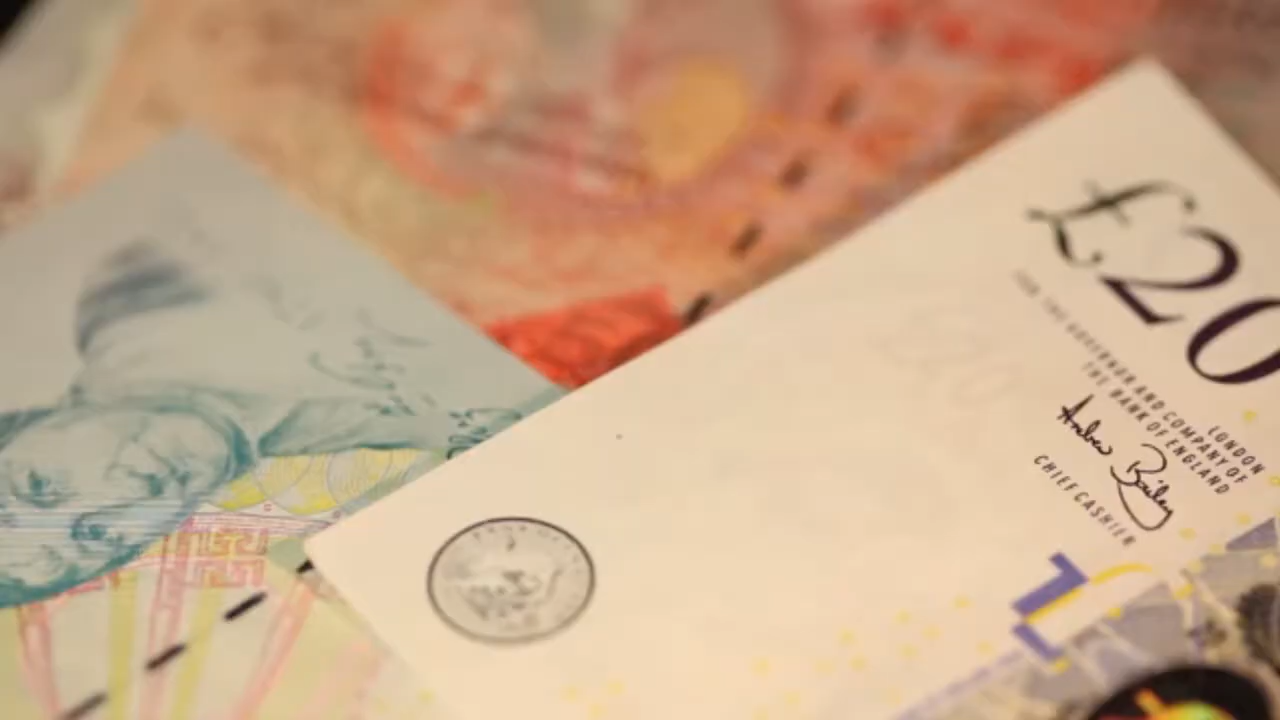 £20
FOR THE GOVERNOR AND COMPANY OF
THE BANK OF ENGLAND
LONDON
Andrew Bailey
CHIEF CASHIER